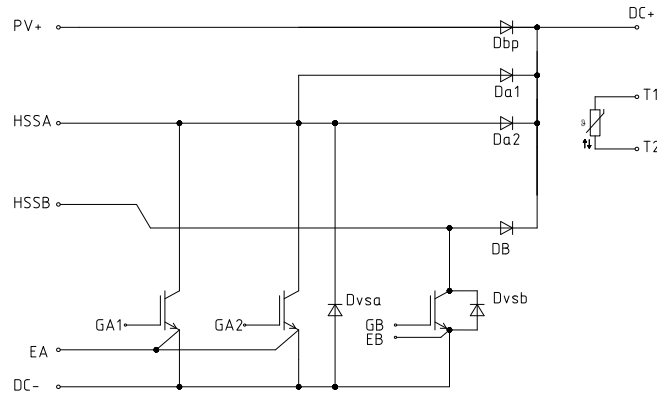 PV+
DC+
Dbp
Da1
T1
HSSA
Da2
ϑ
T2
HSSB
DB
Dvsa
Dvsb
GA1
GA2
GB
EB
EA
DC-